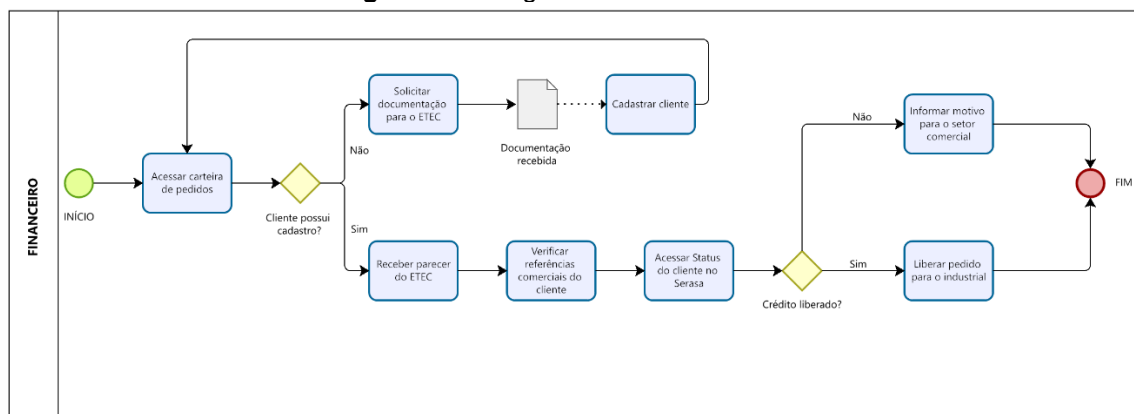 FINANCEIRO
INÍCIO
Acessar carteira
de pedidos
Cliente possui
cadastro?
Não
Solicitar
documentação
para o ETEC
Documentação
recebida
Cadastrar cliente
Sim
Receber parecer
do ETEC
Verificar
referências
comerciais do
cliente
Acessar Status
do cliente no
Serasa
Crédito liberado?
Não
Informar motivo
para o setor
comercial
Sim
Liberar pedido
para o industrial
FIM